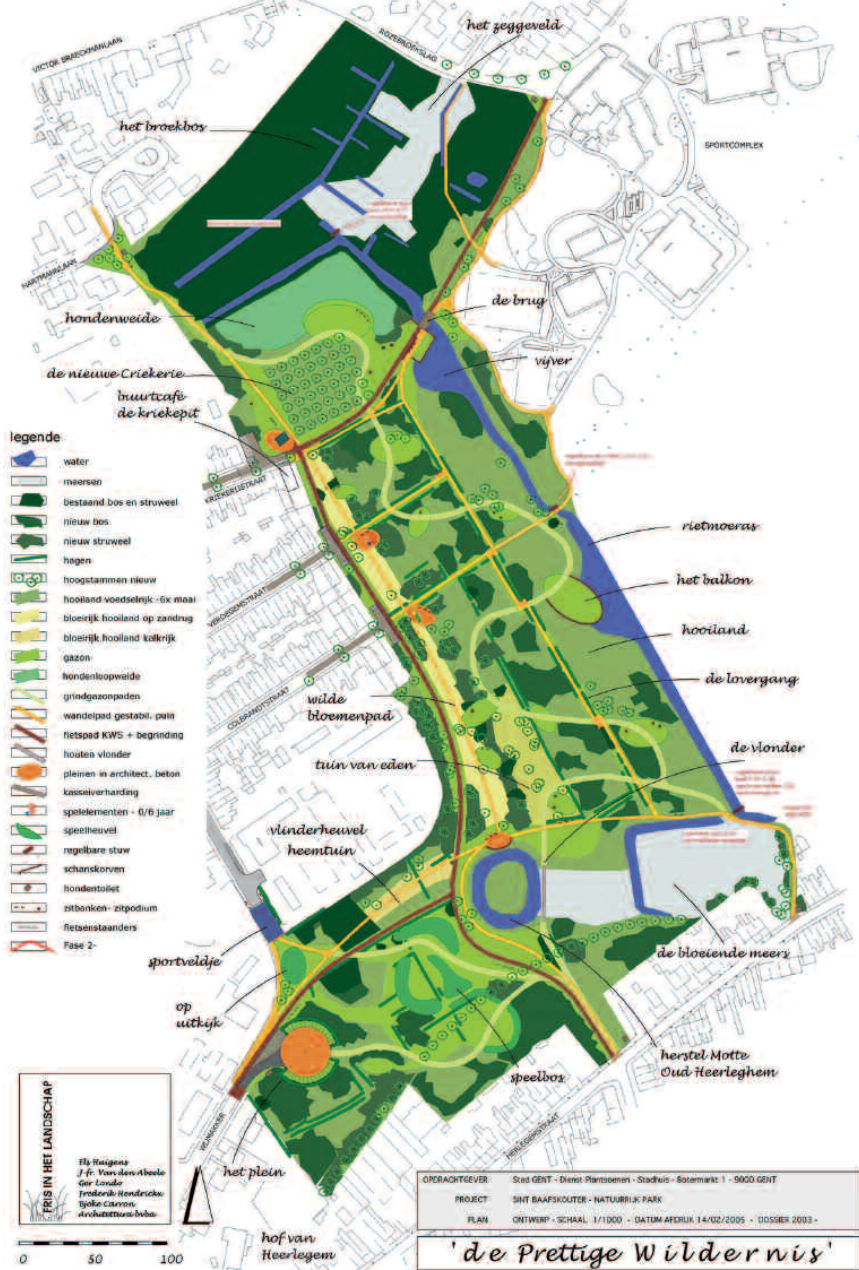 het zeggeveld
ROZEBROEKSLAG
VICTOR BRAECKMANLAAN
het broekbos
SPORTCOMPLEX
HARTMANNLAAN
hondenweide
de brug
vijver
de nieuwe Criekerie
buurtcafé
de kriekepit
legende
water
meersen
bestaand bos en struweel
nieuw bos
nieuw struweel
hagen
hoogstammen nieuw
hooiland voedselrijk -6x maai
bloeirijk hooiland op zandrug
bloeirijk hooiland kalkrijk
gazon
hondenloopweide
grindgazonpaden
wandelpad gestabil. puin
fietspad KWS + begrinding
houten vlonder
pleinen in architect. beton
kasseiverharding
spelelementen - 0/6 jaar
speelheuvel
regelbare stuw
schanskorven
hondentoilet
zitbanken- zitpodium
fietsenstaanders
Fase 2-
KRIEKERIJSTRAAT
VEROEGEMSTRAAT
COLBRANDTSTRAAT
rietmoeras
het balkon
hooiland
de lovergang
wilde
bloemenpad
de vlonder
tuin van eden
vlinderheuvel
heemtuin
sportveldje
de bloeiende meers
op
uitkijk
herstel Motte
Oud Heerleghem
speelbos
HERLEGEMSTRAAT
WIJNAKKER
het plein
FRIS IN HET LANDSCHAP
Els Huigens
J-fr. Van den Abeele
Ger Londo
Frederik Hendrickx
Tjoke Carron
Architettura bvba
hof van
Heerlegem
0 50 100
OPDRACHTGEVER Stad GENT - Dienst Plantsoenen - Stadhuis - Botermarkt 1 - 9000 GENT
PROJECT SINT BAAFSKOUTER - NATUURRIJK PARK
PLAN ONTWERP - SCHAAL 1/1000 - DATUM AFDRUK 14/02/2005 - DOSSIER 2003 -
'de Prettige Wildernis'